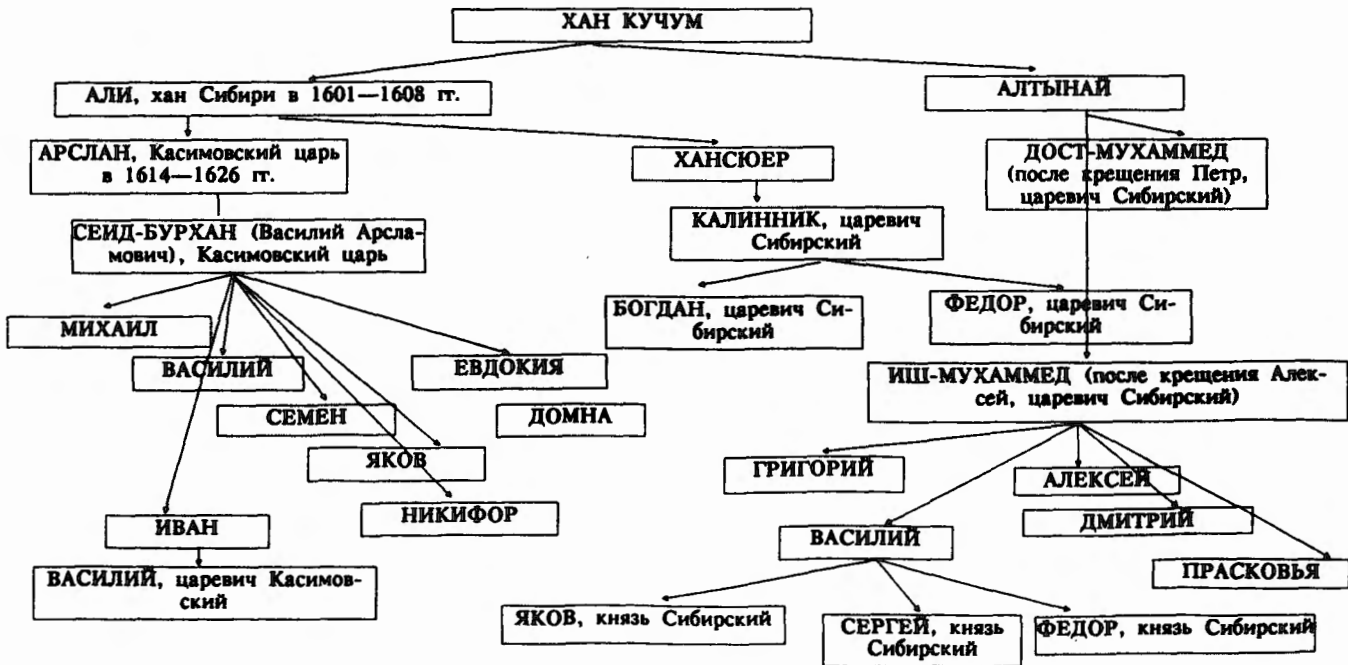 ХАН КУЧУМ
АЛИ, хан Сибири в 1601—1608 гг.
АЛТЫНАЙ
АРСЛАН, Касимовский царь
в 1614—1626 гг.
ХАНСЮЕР
ДОСТ-МУХАММЕД
(после крещения Петр,
царевич Сибирский)
СЕИД-БУРХАН (Василий Арсла-
мович), Касимовский царь
КАЛИННИК, царевич
Сибирский
МИХАИЛ
БОГДАН, царевич Си-
бирский
ФЕДОР, царевич Си-
бирский
ВАСИЛИЙ
ЕВДОКИЯ
ИШ-МУХАММЕД (после крещения Алек-
сей, царевич Сибирский)
СЕМЕН
ДОМНА
ЯКОВ
ГРИГОРИЙ
АЛЕКСЕЙ
НИКИФОР
ДМИТРИЙ
ИВАН
ВАСИЛИЙ
ПРАСКОВЬЯ
ВАСИЛИЙ, царевич Касимов-
ский
ЯКОВ, князь Сибирский
СЕРГЕЙ, князь
Сибирский
ФЕДОР, князь Сибирский